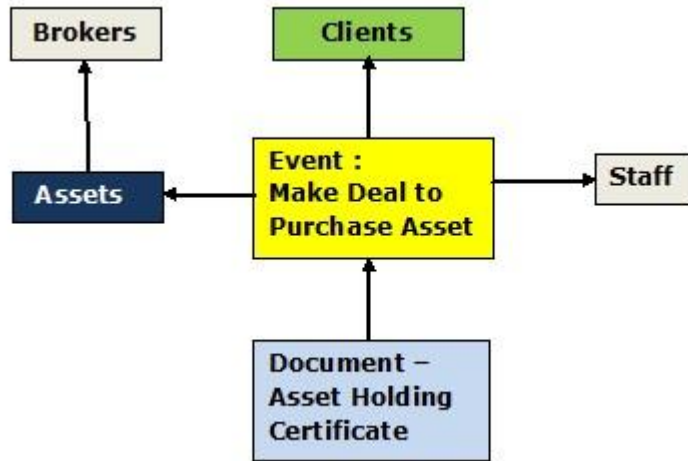 Brokers
Clients
Event :
Make Deal to
Purchase Asset
Assets
Staff
Document –
Asset Holding
Certificate